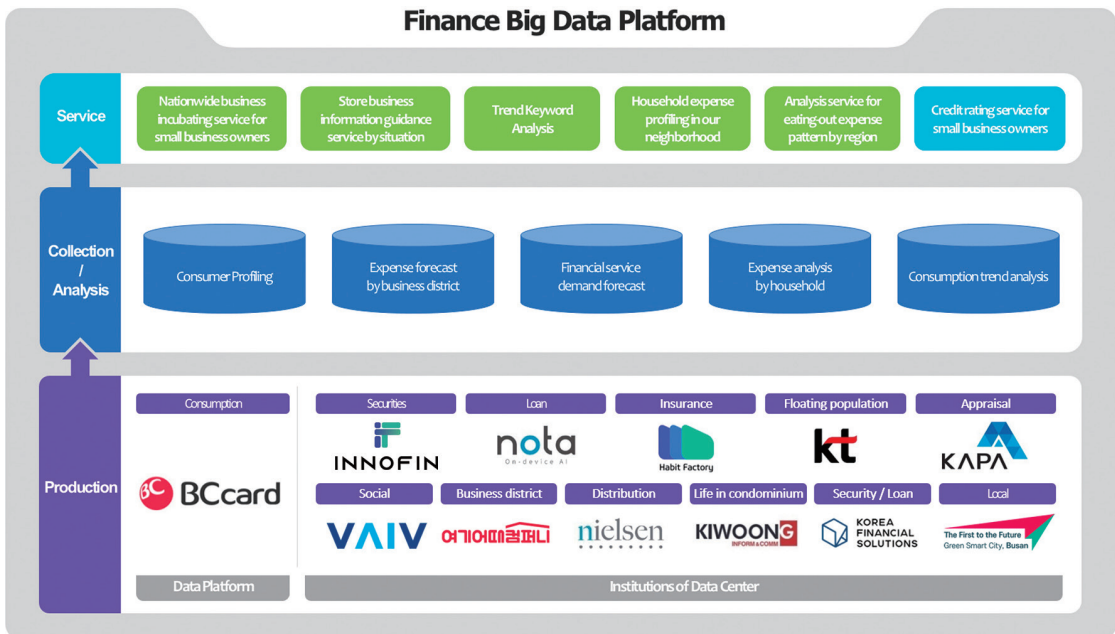 Finance Big Data Platform
Service
Nationwide business
incubating service for
small business owners
Store business
information guidance
service by situation
Trend Keyword
Analysis
Household expense
profiling in our
neighborhood
Analysis service for
eating-out expense
pattern by region
Credit rating service for
small business owners
Collection
/
Analysis
Consumer Profiling
Expense forecast
by business district
Financial service
demand forecast
Expense analysis
by household
Consumption trend analysis
Production
Consumption
BC
BCcard
Securities
INNOFIN
Loan
nota
On-device AI
Insurance
Habit Factory
Floating population
kt
Appraisal
KAPA
Social
VAIV
Business district
여기어때컴퍼니
Distribution
nielsen
Life in condominium
KIWOONG
INFORM & COMM
Security / Loan
KOREA
FINANCIAL
SOLUTIONS
Local
The First to the Future
Green Smart City, Busan
Data Platform
Institutions of Data Center